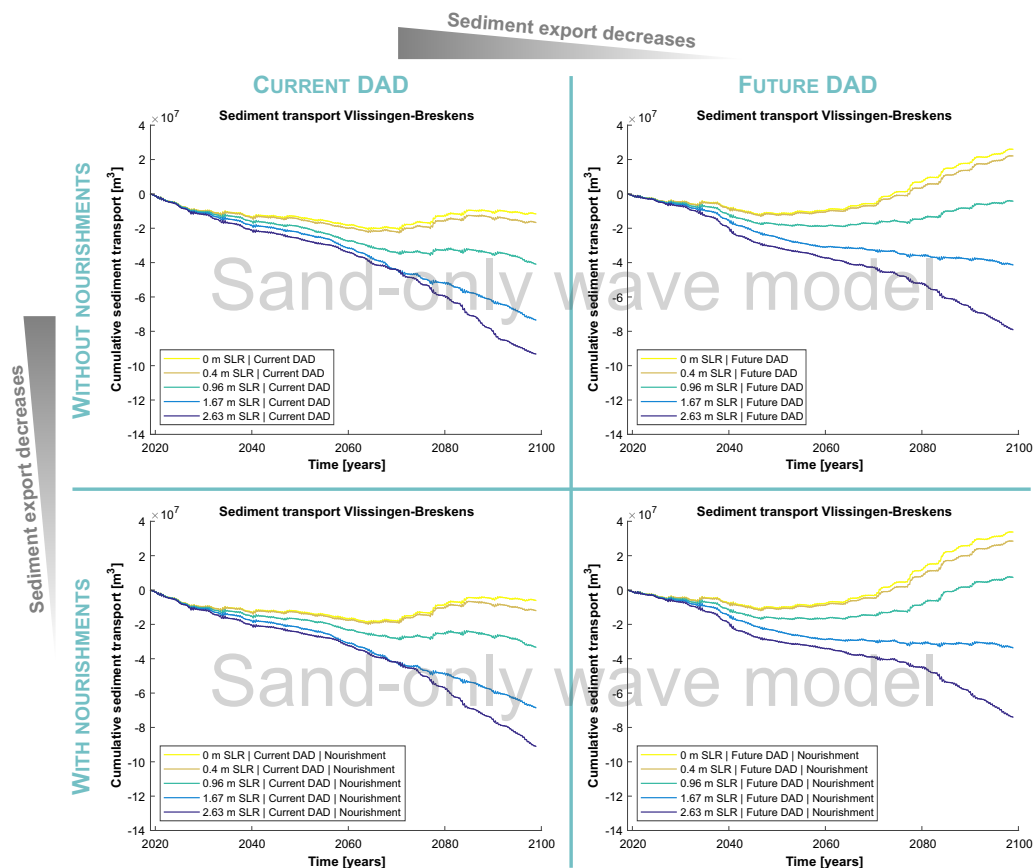 Sediment export decreases
CURRENT DAD
FUTURE DAD
WITHOUT NOURISHMENTS
WITH NOURISHMENTS
Sediment export decreases
Sediment transport Vlissingen-Breskens
× 10⁷
4
2
0
-2
-4
-6
-8
-10
-12
-14
Cumulative sediment transport [m³]
0 m SLR | Current DAD
0.4 m SLR | Current DAD
0.96 m SLR | Current DAD
1.67 m SLR | Current DAD
2.63 m SLR | Current DAD
2020 2040 2060 2080 2100
Time [years]
Sediment transport Vlissingen-Breskens
× 10⁷
4
2
0
-2
-4
-6
-8
-10
-12
-14
Cumulative sediment transport [m³]
0 m SLR | Future DAD
0.4 m SLR | Future DAD
0.96 m SLR | Future DAD
1.67 m SLR | Future DAD
2.63 m SLR | Future DAD
2020 2040 2060 2080 2100
Time [years]
Sand-only wave model
Sediment transport Vlissingen-Breskens
× 10⁷
4
2
0
-2
-4
-6
-8
-10
-12
-14
Cumulative sediment transport [m³]
0 m SLR | Current DAD | Nourishment
0.4 m SLR | Current DAD | Nourishment
0.96 m SLR | Current DAD | Nourishment
1.67 m SLR | Current DAD | Nourishment
2.63 m SLR | Current DAD | Nourishment
2020 2040 2060 2080 2100
Time [years]
Sediment transport Vlissingen-Breskens
× 10⁷
4
2
0
-2
-4
-6
-8
-10
-12
-14
Cumulative sediment transport [m³]
0 m SLR | Future DAD | Nourishment
0.4 m SLR | Future DAD | Nourishment
0.96 m SLR | Future DAD | Nourishment
1.67 m SLR | Future DAD | Nourishment
2.63 m SLR | Future DAD | Nourishment
2020 2040 2060 2080 2100
Time [years]
Sand-only wave model